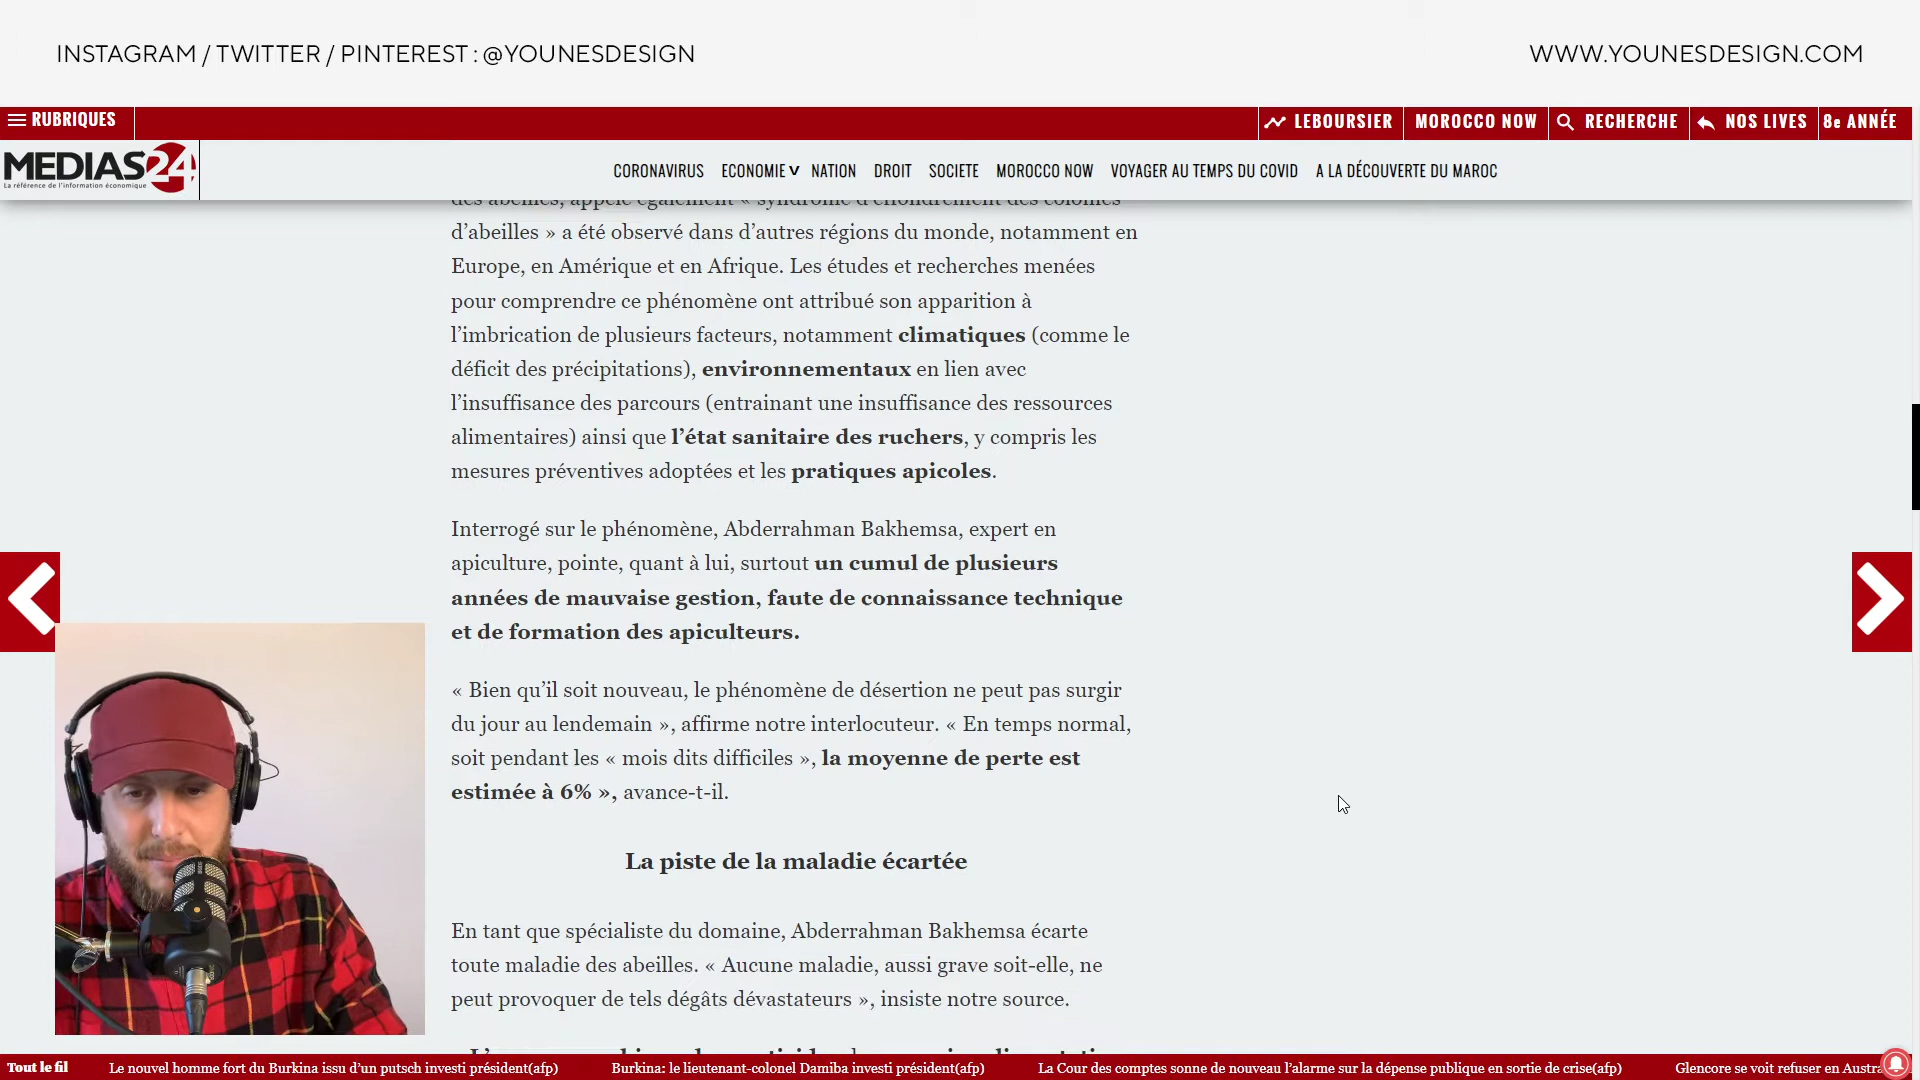 INSTAGRAM / TWITTER / PINTEREST : @YOUNESDESIGN
WWW.YOUNESDESIGN.COM
RUBRIQUES
LEBOURSIER
MOROCCO NOW
RECHERCHE
NOS LIVES
8e ANNÉE
MEDIAS24
La référence de l'information économique
CORONAVIRUS ECONOMIE NATION DROIT SOCIETE MOROCCO NOW VOYAGER AU TEMPS DU COVID A LA DÉCOUVERTE DU MAROC
des abeilles, appelé également « syndrome d'effondrement des colonies
d'abeilles » a été observé dans d'autres régions du monde, notamment en
Europe, en Amérique et en Afrique. Les études et recherches menées
pour comprendre ce phénomène ont attribué son apparition à
l'imbrication de plusieurs facteurs, notamment climatiques (comme le
déficit des précipitations), environnementaux en lien avec
l'insuffisance des parcours (entrainant une insuffisance des ressources
alimentaires) ainsi que l'état sanitaire des ruchers, y compris les
mesures préventives adoptées et les pratiques apicoles.
Interrogé sur le phénomène, Abderrahman Bakhemsa, expert en
apiculture, pointe, quant à lui, surtout un cumul de plusieurs
années de mauvaise gestion, faute de connaissance technique
et de formation des apiculteurs.
« Bien qu'il soit nouveau, le phénomène de désertion ne peut pas surgir
du jour au lendemain », affirme notre interlocuteur. « En temps normal,
soit pendant les « mois dits difficiles », la moyenne de perte est
estimée à 6% », avance-t-il.
La piste de la maladie écartée
En tant que spécialiste du domaine, Abderrahman Bakhemsa écarte
toute maladie des abeilles. « Aucune maladie, aussi grave soit-elle, ne
peut provoquer de tels dégâts dévastateurs », insiste notre source.
Tout le fil
Le nouvel homme fort du Burkina issu d'un putsch investi président(afp)
Burkina: le lieutenant-colonel Damiba investi président(afp)
La Cour des comptes sonne de nouveau l'alarme sur la dépense publique en sortie de crise(afp)
Glencore se voit refuser en Austra